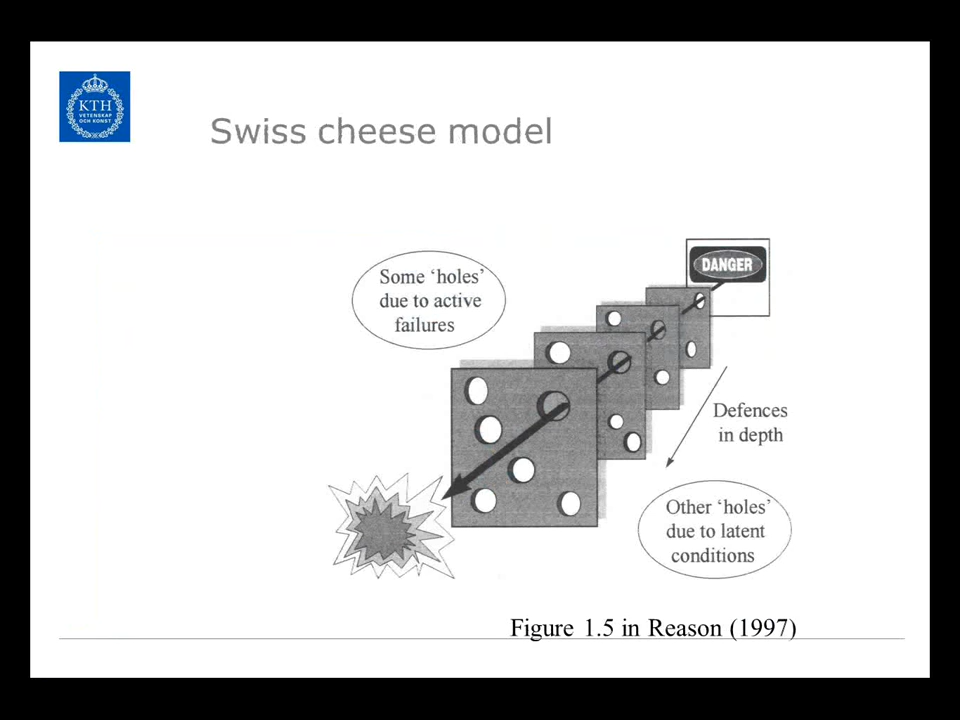 KTH
VETENSKAP
OCH KONST
Swiss cheese model
Some ‘holes’
due to active
failures
DANGER
Defences
in depth
Other ‘holes’
due to latent
conditions
Figure 1.5 in Reason (1997)